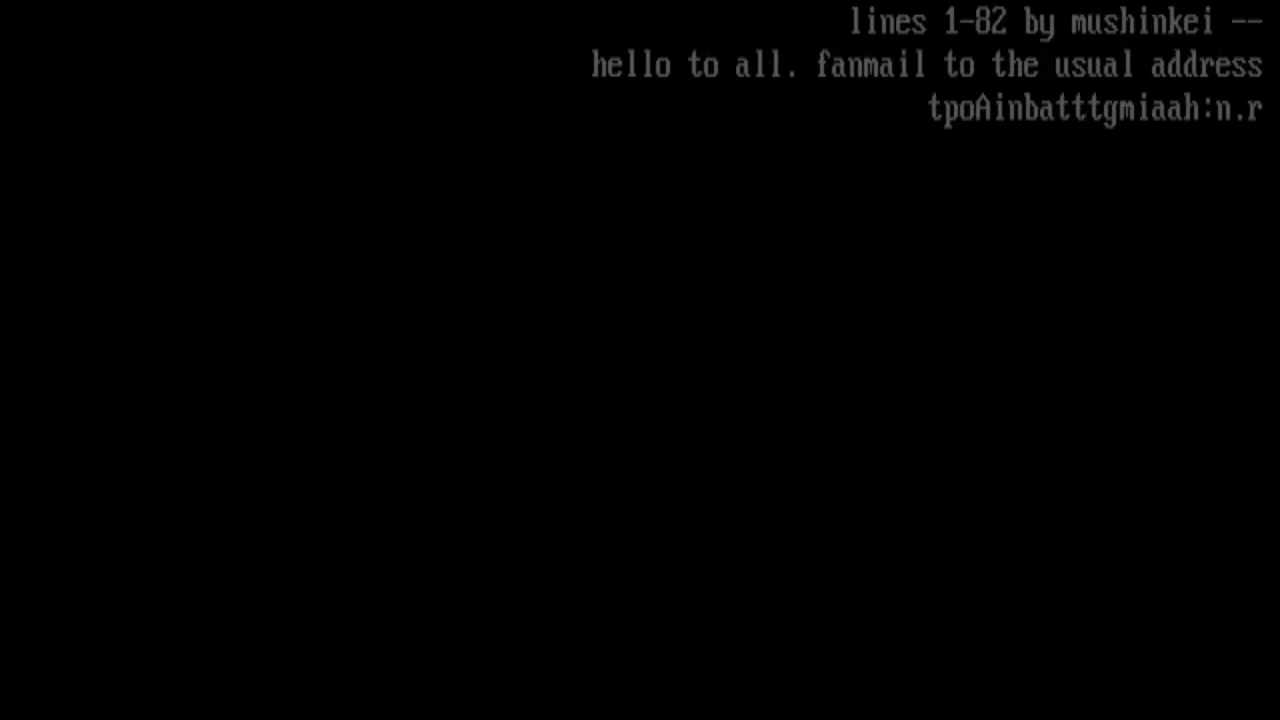 lines 1-82 by mushinkei --
hello to all. fanmail to the usual address
tpoAinbatttgmiaah:n.r